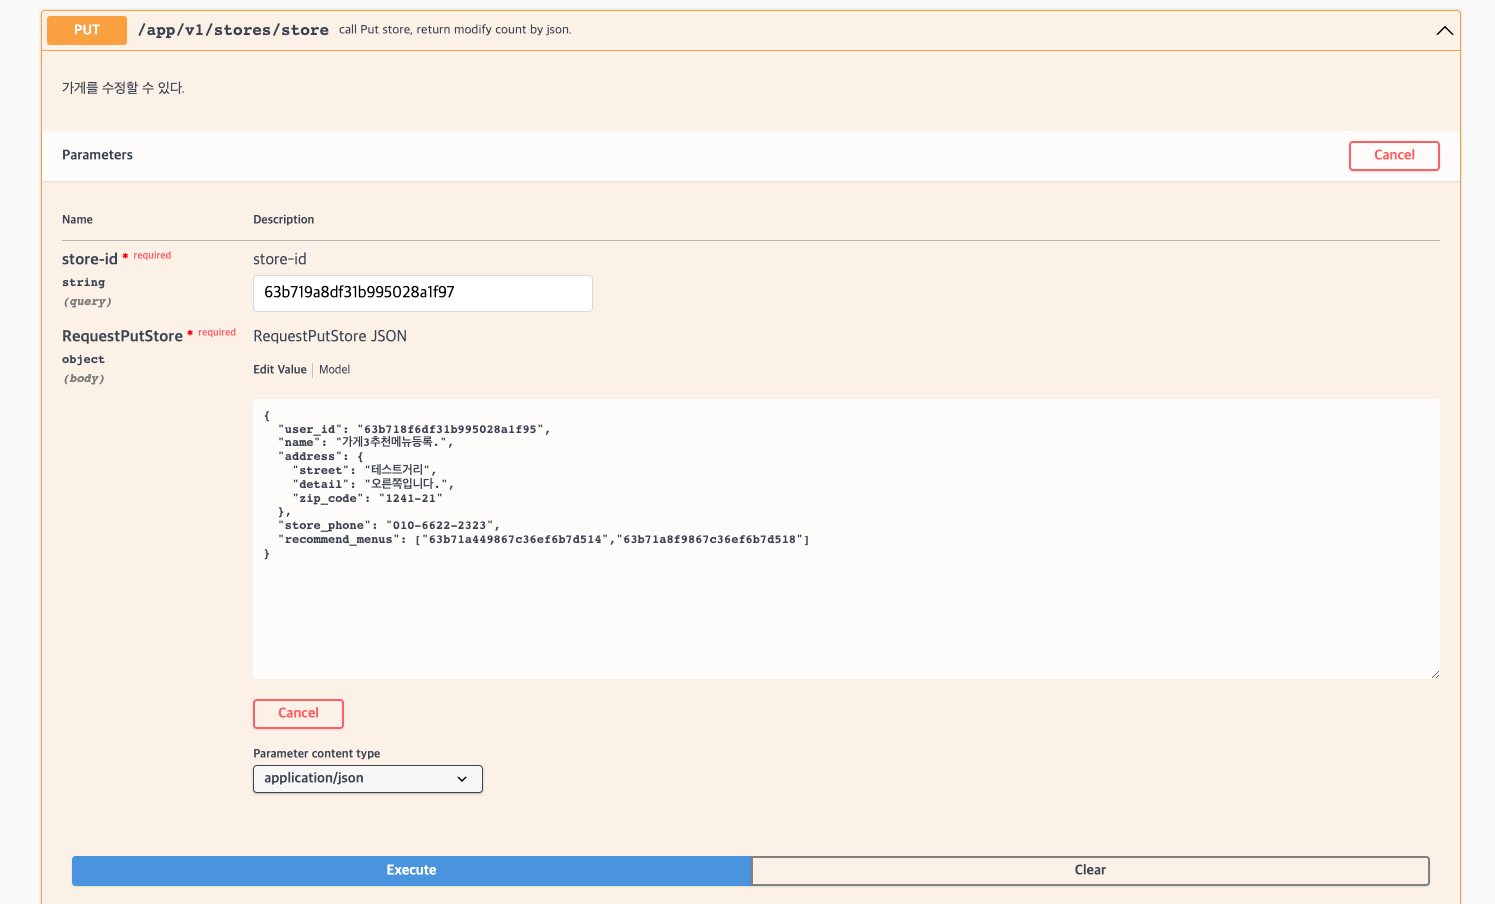 PUT /app/v1/stores/store call Put store, return modify count by json.
가게를 수정할 수 있다.
Parameters
Cancel
Name Description
store-id * required
string
(query)
store-id
63b719a8df31b995028a1f97
RequestPutStore * required
object
(body)
RequestPutStore JSON
Edit Value | Model
{
  "user_id": "63b718f6df31b995028a1f95",
  "name": "가게3추천메뉴등록.",
  "address": {
    "street": "테스트거리",
    "detail": "오른쪽입니다.",
    "zip_code": "1241-21"
  },
  "store_phone": "010-6622-2323",
  "recommend_menus": ["63b71a449867c36ef6b7d514","63b71a8f9867c36ef6b7d518"]
}
Cancel
Parameter content type
application/json
Execute
Clear